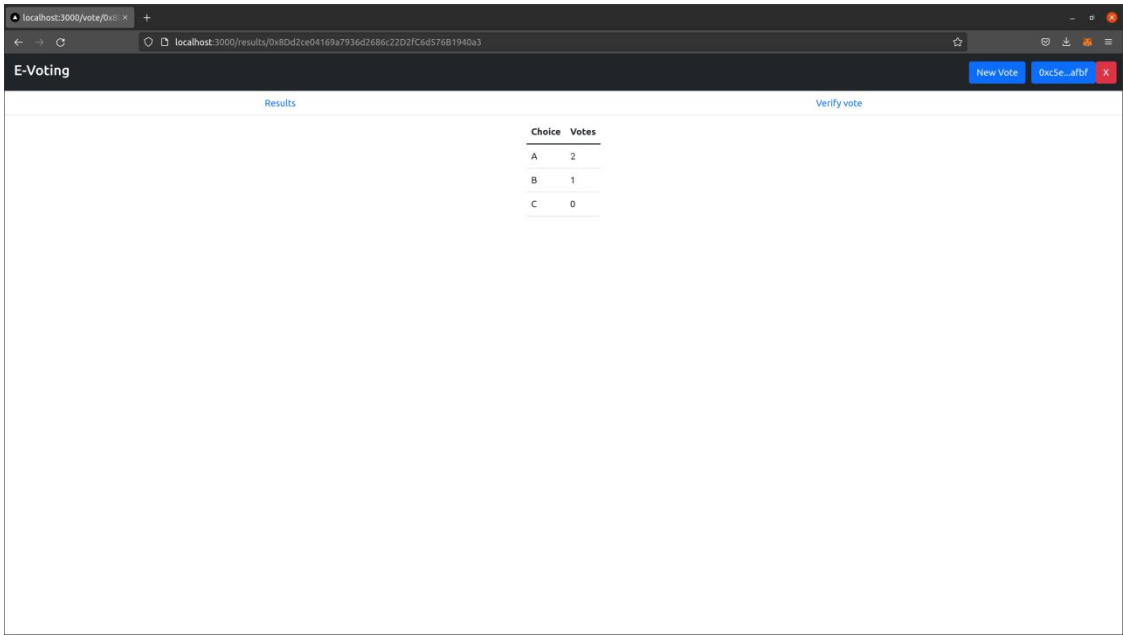 localhost:3000/vote/0x8
localhost:3000/results/0x8Dd2ce04169a7936d2686c22D2fC6d576B1940a3
E-Voting
New Vote 0xc5e...afbf X
Results Verify vote
Choice Votes
A 2
B 1
C 0